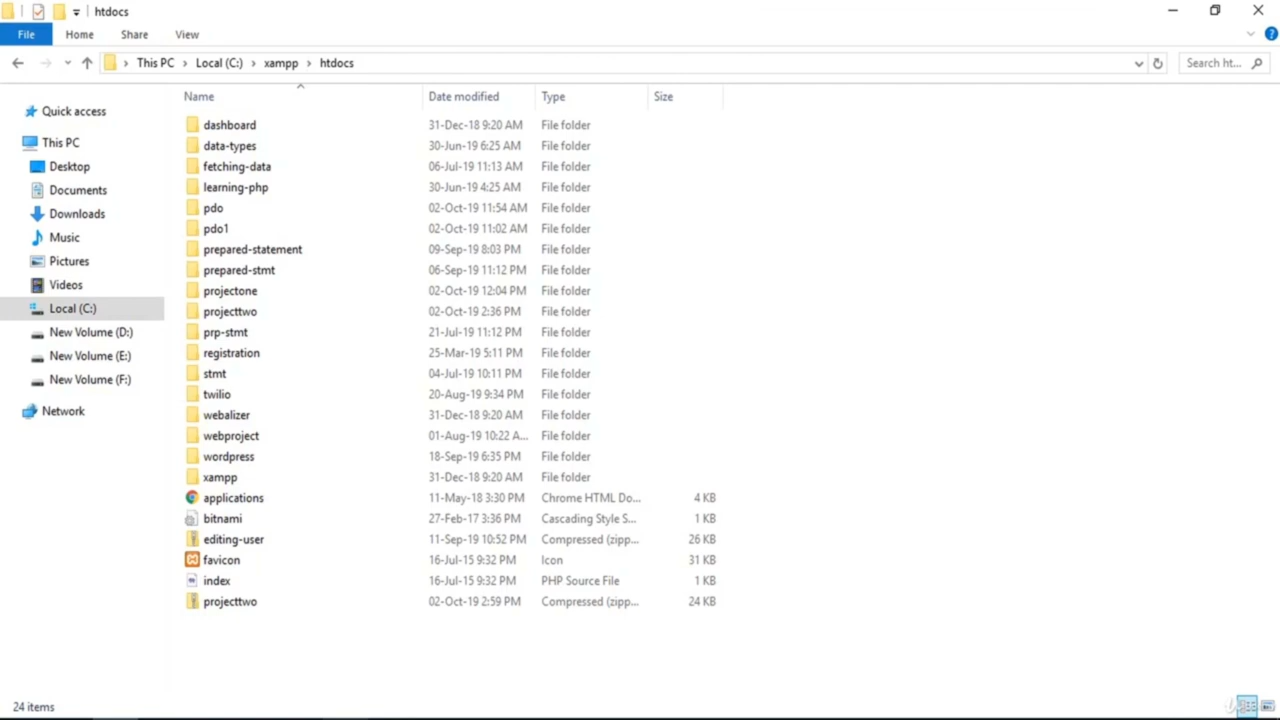 htdocs
File Home Share View
This PC Local (C:) xampp htdocs Search ht...
Name Date modified Type Size
Quick access
This PC
Desktop
Documents
Downloads
Music
Pictures
Videos
Local (C:)
New Volume (D:)
New Volume (E:)
New Volume (F:)
Network
dashboard 31-Dec-18 9:20 AM File folder
data-types 30-Jun-19 6:25 AM File folder
fetching-data 06-Jul-19 11:13 AM File folder
learning-php 30-Jun-19 4:25 AM File folder
pdo 02-Oct-19 11:54 AM File folder
pdo1 02-Oct-19 11:02 AM File folder
prepared-statement 09-Sep-19 8:03 PM File folder
prepared-stmt 06-Sep-19 11:12 PM File folder
projectone 02-Oct-19 12:04 PM File folder
projecttwo 02-Oct-19 2:36 PM File folder
prp-stmt 21-Jul-19 11:12 PM File folder
registration 25-Mar-19 5:11 PM File folder
stmt 04-Jul-19 10:11 PM File folder
twilio 20-Aug-19 9:34 PM File folder
webalizer 31-Dec-18 9:20 AM File folder
webproject 01-Aug-19 10:22 A... File folder
wordpress 18-Sep-19 6:35 PM File folder
xampp 31-Dec-18 9:20 AM File folder
applications 11-May-18 3:30 PM Chrome HTML Do... 4 KB
bitnami 27-Feb-17 3:36 PM Cascading Style S... 1 KB
editing-user 11-Sep-19 10:52 PM Compressed (zipp... 26 KB
favicon 16-Jul-15 9:32 PM Icon 31 KB
index 16-Jul-15 9:32 PM PHP Source File 1 KB
projecttwo 02-Oct-19 2:59 PM Compressed (zipp... 24 KB
24 items